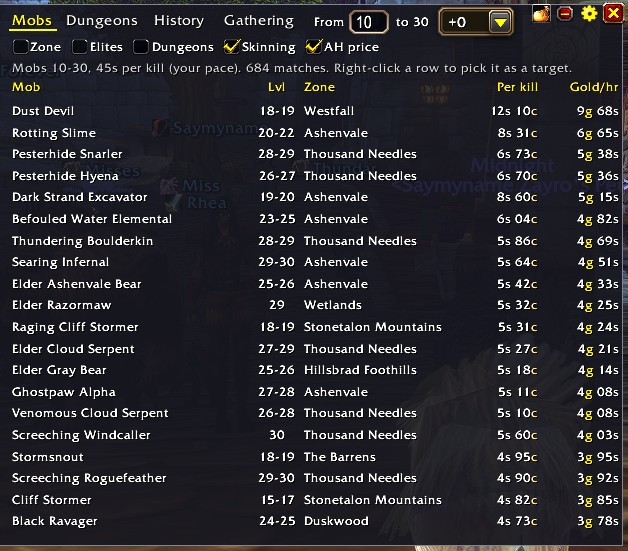 Mobs Dungeons History Gathering From 10 to 30 +0
Zone Elites Dungeons Skinning AH price
Mobs 10-30, 45s per kill (your pace). 684 matches. Right-click a row to pick it as a target.
Mob Lvl Zone Per kill Gold/hr
Dust Devil 18-19 Westfall 12s 10c 9g 68s
Rotting Slime 20-22 Ashenvale 8s 31c 6g 65s
Pesterhide Snarler 28-29 Thousand Needles 6s 73c 5g 38s
Pesterhide Hyena 26-27 Thousand Needles 6s 70c 5g 36s
Dark Strand Excavator 19-20 Ashenvale 8s 60c 5g 15s
Befouled Water Elemental 23-25 Ashenvale 6s 04c 4g 82s
Thundering Boulderkin 28-29 Thousand Needles 5s 86c 4g 69s
Searing Infernal 29-30 Ashenvale 5s 64c 4g 51s
Elder Ashenvale Bear 25-26 Ashenvale 5s 42c 4g 33s
Elder Razormaw 29 Wetlands 5s 32c 4g 25s
Raging Cliff Stormer 18-19 Stonetalon Mountains 5s 31c 4g 24s
Elder Cloud Serpent 27-29 Thousand Needles 5s 27c 4g 21s
Elder Gray Bear 25-26 Hillsbrad Foothills 5s 18c 4g 14s
Ghostpaw Alpha 27-28 Ashenvale 5s 11c 4g 08s
Venomous Cloud Serpent 26-28 Thousand Needles 5s 10c 4g 08s
Screeching Windcaller 30 Thousand Needles 5s 60c 4g 03s
Stormsnout 18-19 The Barrens 4s 95c 3g 95s
Screeching Roguefeather 29-30 Thousand Needles 4s 90c 3g 92s
Cliff Stormer 15-17 Stonetalon Mountains 4s 82c 3g 85s
Black Ravager 24-25 Duskwood 4s 73c 3g 78s
Saymynam
Midnight
Miss
Rhea